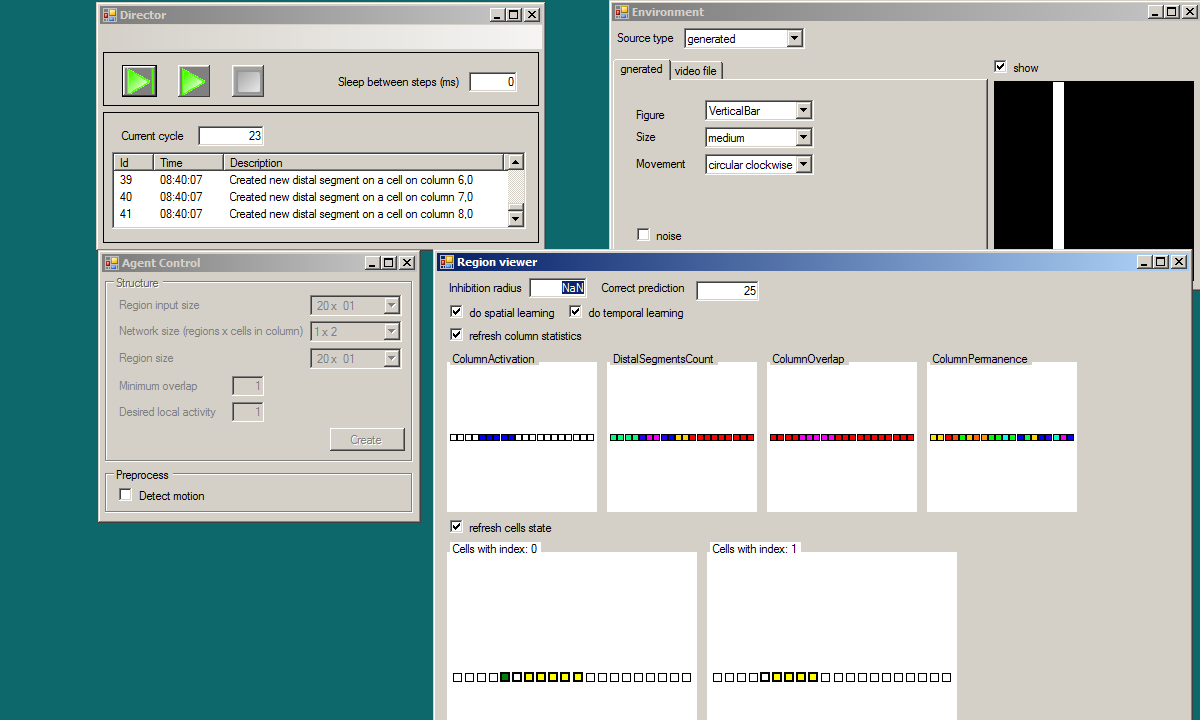 Director
Sleep between steps (ms) 0
Current cycle 23
Id Time Description
39 08:40:07 Created new distal segment on a cell on column 6,0
40 08:40:07 Created new distal segment on a cell on column 7,0
41 08:40:07 Created new distal segment on a cell on column 8,0
Environment
Source type generated
gnerated video file
show
Figure VerticalBar
Size medium
Movement circular clockwise
noise
Agent Control
Structure
Region input size 20 x 01
Network size (regions x cells in column) 1 x 2
Region size 20 x 01
Minimum overlap 1
Desired local activity 1
Create
Preprocess
Detect motion
Region viewer
Inhibition radius NaN Correct prediction 25
do spatial learning do temporal learning
refresh column statistics
ColumnActivation DistalSegmentsCount ColumnOverlap ColumnPermanence
refresh cells state
Cells with index: 0 Cells with index: 1